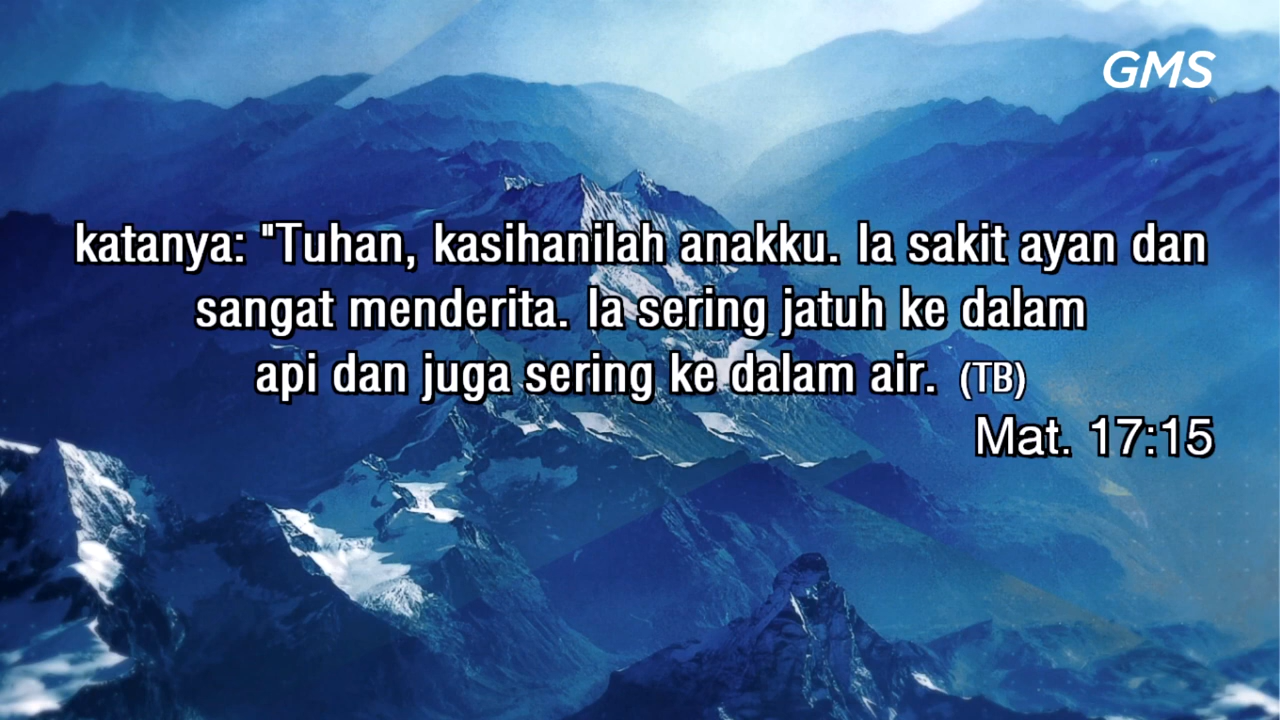 GMS
katanya: "Tuhan, kasihanilah anakku. Ia sakit ayan dan
sangat menderita. Ia sering jatuh ke dalam
api dan juga sering ke dalam air. (TB)
Mat. 17:15